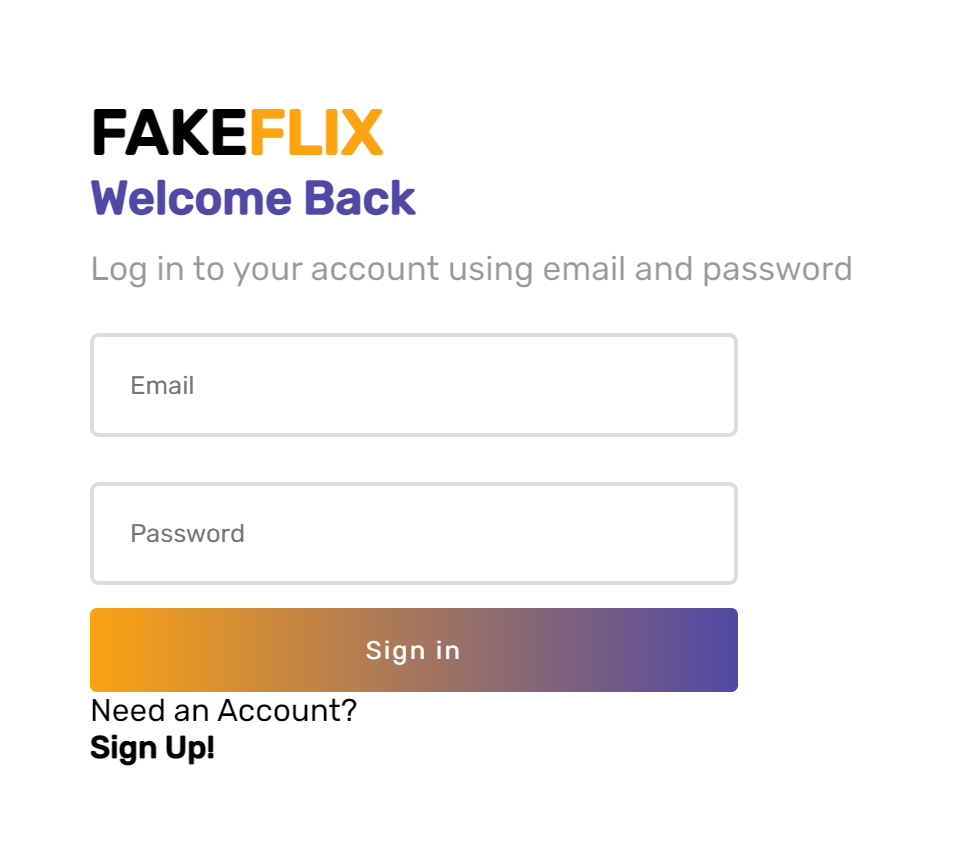 FAKEFLIX
Welcome Back
Log in to your account using email and password
Email
Password
Sign in
Need an Account?
Sign Up!